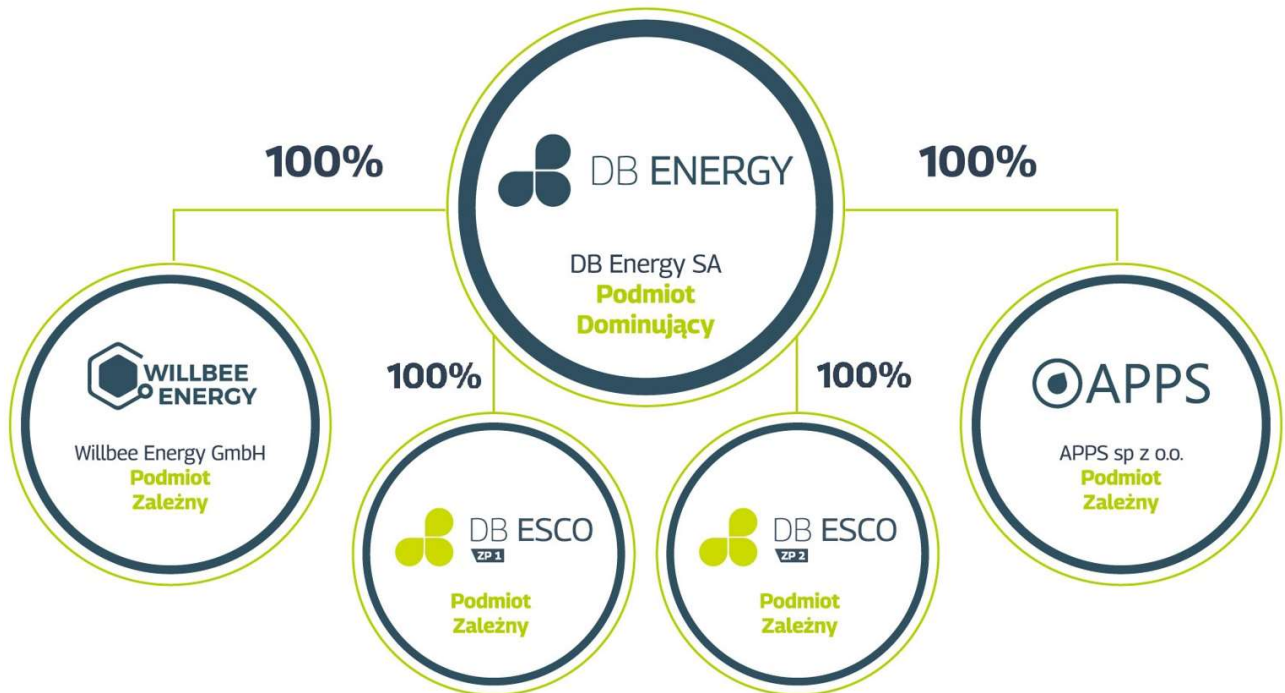 100%
DB ENERGY
100%
DB Energy SA
Podmiot
Dominujący
WILLBEE
ENERGY
Willbee Energy GmbH
Podmiot
Zależny
100%
100%
APPS
APPS sp z o.o.
Podmiot
Zależny
DB ESCO
ZP 1
Podmiot
Zależny
DB ESCO
ZP 2
Podmiot
Zależny